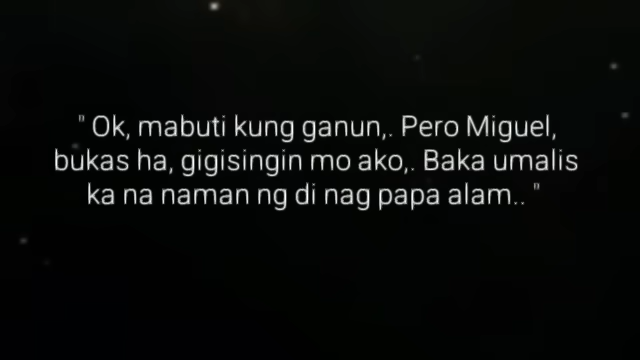 " Ok, mabuti kung ganun,. Pero Miguel,
bukas ha, gigisingin mo ako,. Baka umalis
ka na naman ng di nag papa alam.. "